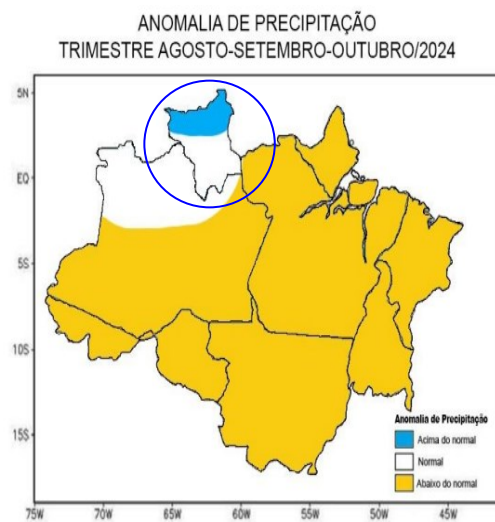 ANOMALIA DE PRECIPITAÇÃO
TRIMESTRE AGOSTO-SETEMBRO-OUTUBRO/2024
5N
EQ
5S
10S
15S
Anomalia de Precipitação
Acima do normal
Normal
Abaixo do normal
75W 70W 65W 60W 55W 50W 45W